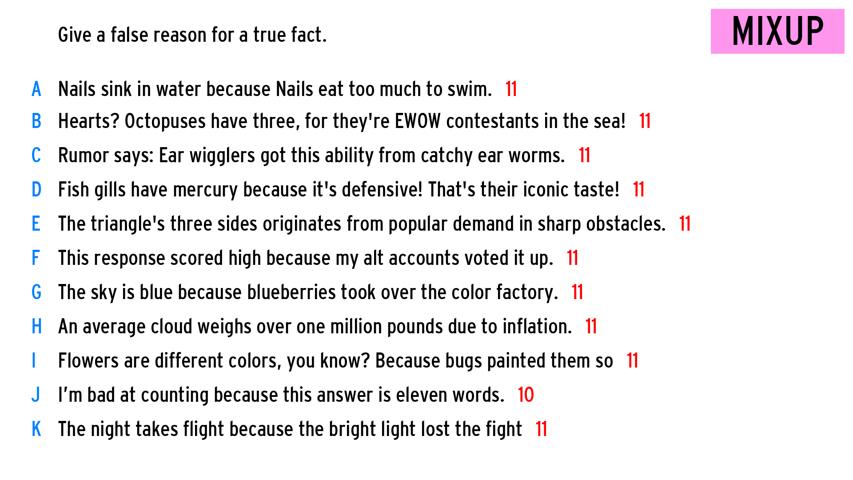 MIXUP
Give a false reason for a true fact.
A Nails sink in water because Nails eat too much to swim. 11
B Hearts? Octopuses have three, for they're EWOW contestants in the sea! 11
C Rumor says: Ear wigglers got this ability from catchy ear worms. 11
D Fish gills have mercury because it's defensive! That's their iconic taste! 11
E The triangle's three sides originates from popular demand in sharp obstacles. 11
F This response scored high because my alt accounts voted it up. 11
G The sky is blue because blueberries took over the color factory. 11
H An average cloud weighs over one million pounds due to inflation. 11
I Flowers are different colors, you know? Because bugs painted them so 11
J I’m bad at counting because this answer is eleven words. 10
K The night takes flight because the bright light lost the fight 11